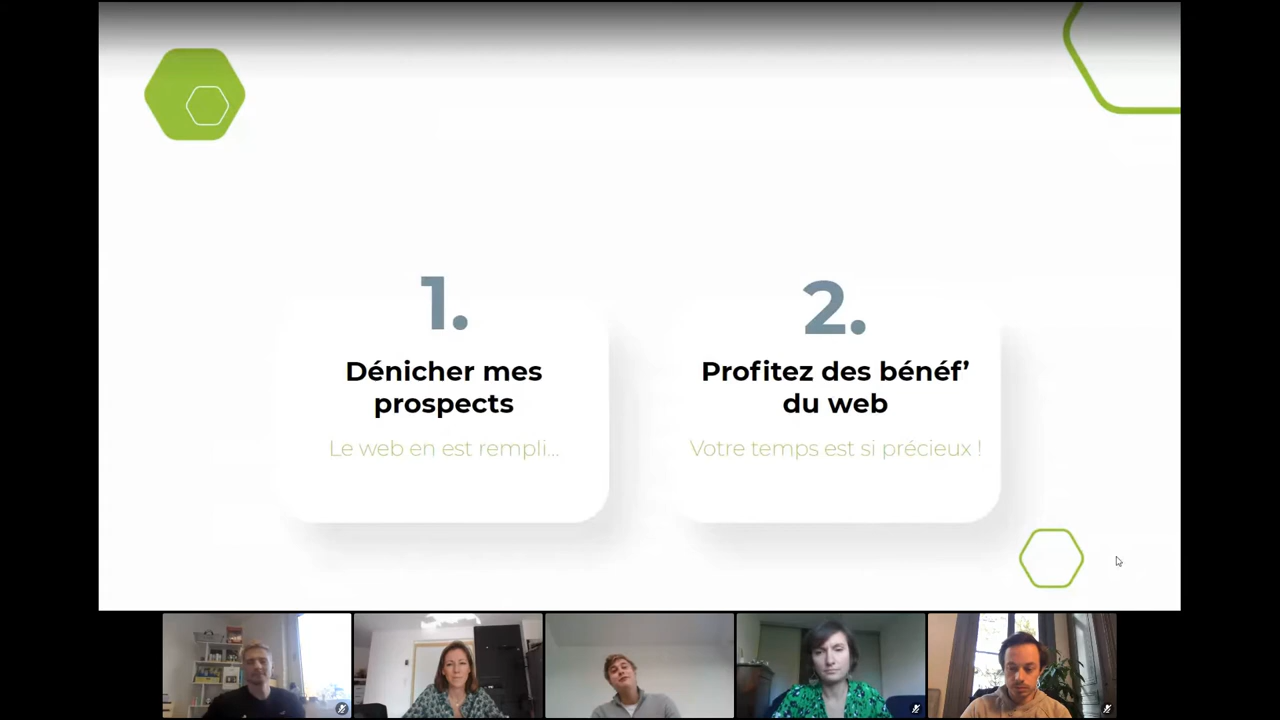 1.
Dénicher mes
prospects
Le web en est rempli...
2.
Profitez des bénéf’
du web
Votre temps est si précieux !